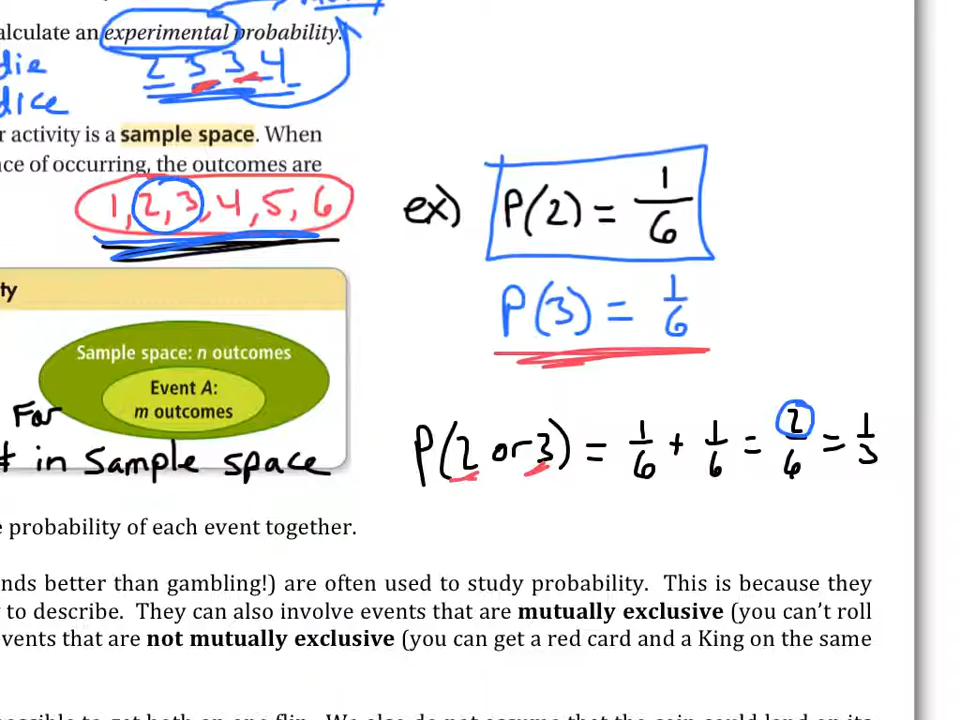 alculate an experimental probability.
die
2 3 3 4
dice
r activity is a sample space. When
ce of occurring, the outcomes are
1, 2, 3, 4, 5, 6
ex) P(2) = 1/6
P(3) = 1/6
ty
Sample space: n outcomes
Event A:
m outcomes
For
# in Sample space
P(2 or 3) = 1/6 + 1/6 = 2/6 = 1/3
e probability of each event together.
nds better than gambling!) are often used to study probability. This is because they
y to describe. They can also involve events that are mutually exclusive (you can't roll
vents that are not mutually exclusive (you can get a red card and a King on the same